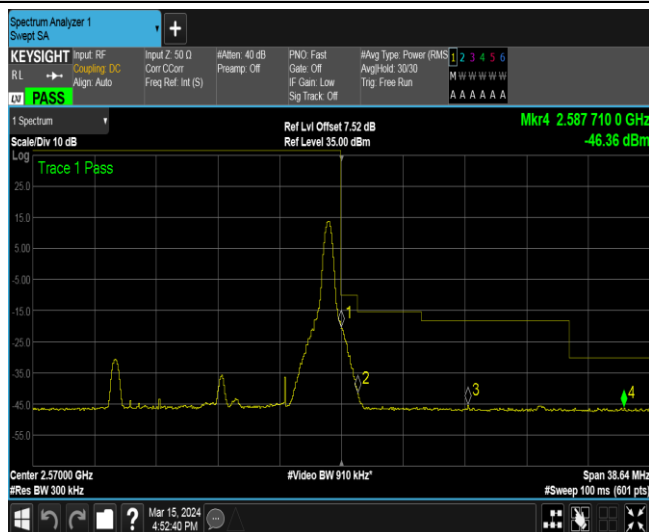 Spectrum Analyzer 1
Swept SA
+
KEYSIGHT
RL
LXI PASS
Input: RF
Coupling: DC
Align: Auto
Input Z: 50 Ω
Corr CCorr
Freq Ref: Int (S)
#Atten: 40 dB
Preamp: Off
PNO: Fast
Gate: Off
IF Gain: Low
Sig Track: Off
#Avg Type: Power (RMS
Avg|Hold: 30/30
Trig: Free Run
1 2 3 4 5 6
M W W W W W
A A A A A A
1 Spectrum
Scale/Div 10 dB
Ref Lvl Offset 7.52 dB
Ref Level 35.00 dBm
Mkr4 2.587 710 0 GHz
-46.36 dBm
Log
Trace 1 Pass
25.0
15.0
5.00
-5.00
-15.0
-25.0
-35.0
-45.0
-55.0
1
2
3
4
Center 2.57000 GHz
#Res BW 300 kHz
#Video BW 910 kHz*
Span 38.64 MHz
#Sweep 100 ms (601 pts)
?
Mar 15, 2024
4:52:40 PM